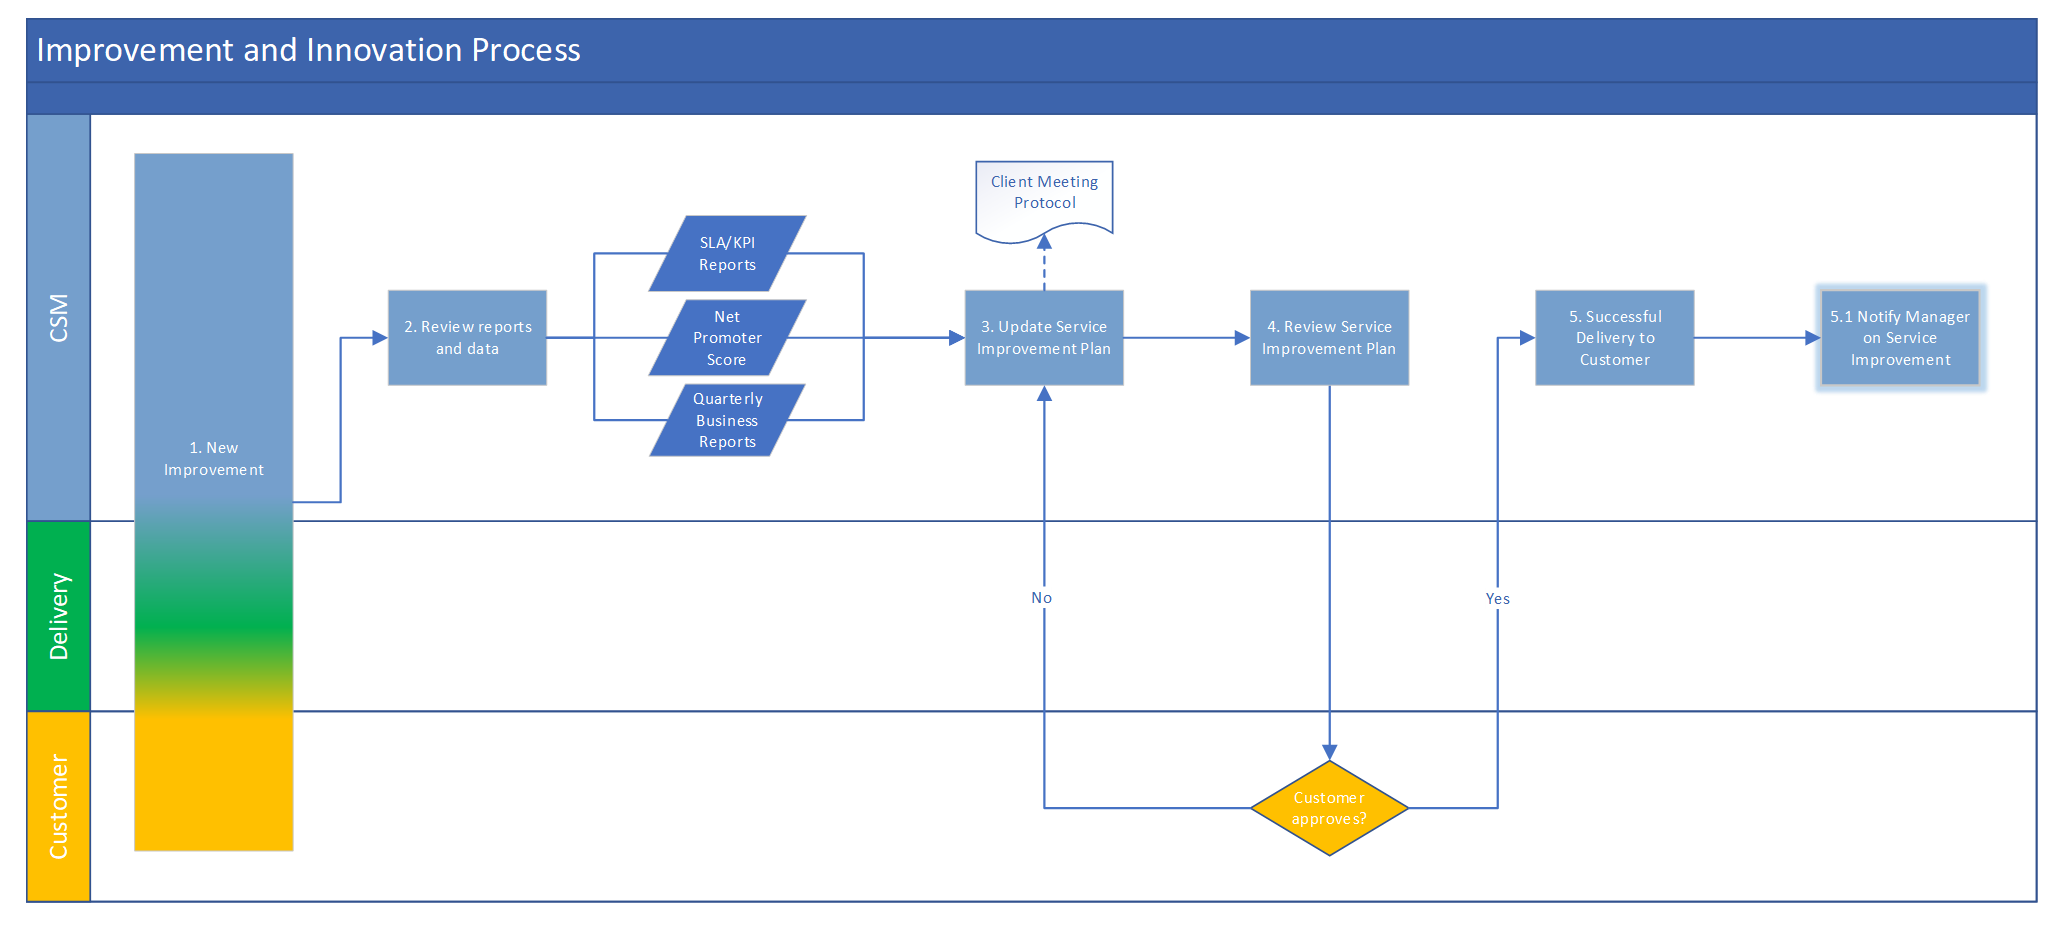 Improvement and Innovation Process
CSM
Delivery
Customer
1. New
Improvement
2. Review reports
and data
SLA/KPI
Reports
Net
Promoter
Score
Quarterly
Business
Reports
Client Meeting
Protocol
3. Update Service
Improvement Plan
4. Review Service
Improvement Plan
5. Successful
Delivery to
Customer
5.1 Notify Manager
on Service
Improvement
No
Yes
Customer
approves?